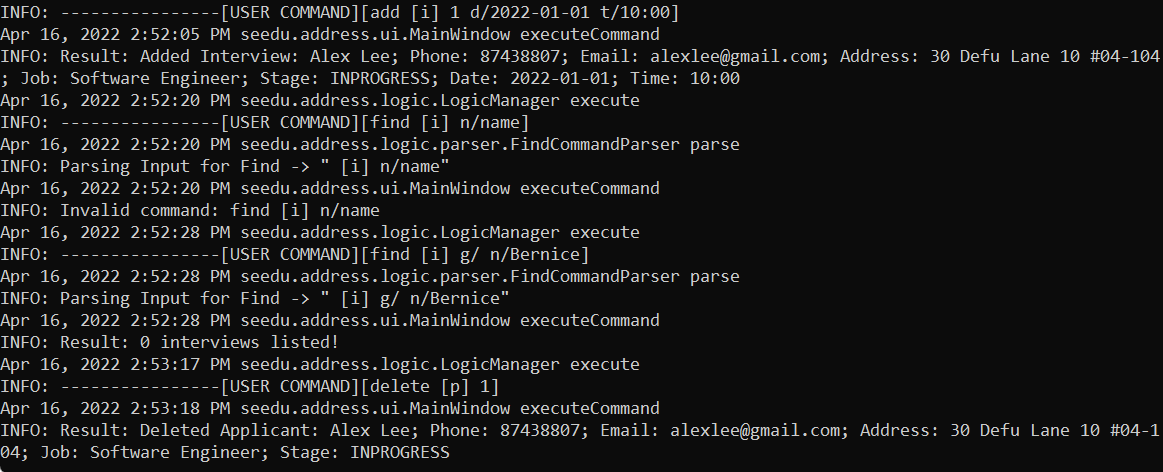 INFO: ----------------[USER COMMAND][add [i] 1 d/2022-01-01 t/10:00]
Apr 16, 2022 2:52:05 PM seedu.address.ui.MainWindow executeCommand
INFO: Result: Added Interview: Alex Lee; Phone: 87438807; Email: alexlee@gmail.com; Address: 30 Defu Lane 10 #04-104
; Job: Software Engineer; Stage: INPROGRESS; Date: 2022-01-01; Time: 10:00
Apr 16, 2022 2:52:20 PM seedu.address.logic.LogicManager execute
INFO: ----------------[USER COMMAND][find [i] n/name]
Apr 16, 2022 2:52:20 PM seedu.address.logic.parser.FindCommandParser parse
INFO: Parsing Input for Find -> " [i] n/name"
Apr 16, 2022 2:52:20 PM seedu.address.ui.MainWindow executeCommand
INFO: Invalid command: find [i] n/name
Apr 16, 2022 2:52:28 PM seedu.address.logic.LogicManager execute
INFO: ----------------[USER COMMAND][find [i] g/ n/Bernice]
Apr 16, 2022 2:52:28 PM seedu.address.logic.parser.FindCommandParser parse
INFO: Parsing Input for Find -> " [i] g/ n/Bernice"
Apr 16, 2022 2:52:28 PM seedu.address.ui.MainWindow executeCommand
INFO: Result: 0 interviews listed!
Apr 16, 2022 2:53:17 PM seedu.address.logic.LogicManager execute
INFO: ----------------[USER COMMAND][delete [p] 1]
Apr 16, 2022 2:53:18 PM seedu.address.ui.MainWindow executeCommand
INFO: Result: Deleted Applicant: Alex Lee; Phone: 87438807; Email: alexlee@gmail.com; Address: 30 Defu Lane 10 #04-1
04; Job: Software Engineer; Stage: INPROGRESS